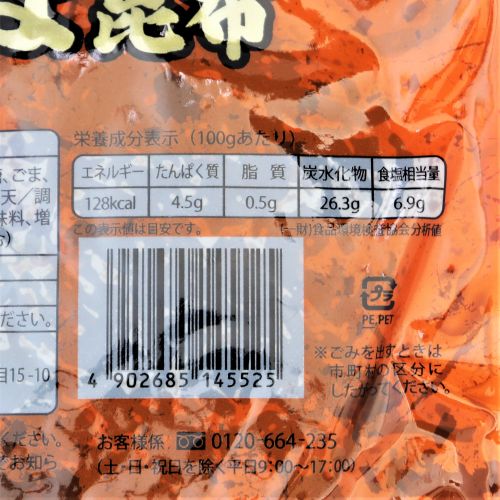 昆布
栄養成分表示 (100gあたり)
エネルギー たんぱく質 脂質 炭水化物 食塩相当量
128kcal 4.5g 0.5g 26.3g 6.9g
この表示値は目安です。 (一財)食品環境検査協会分析値
、ごま、
天／調
味料、増
ださい。
目15-10
4 902685 145525
プラ
PE,PET
※ごみを出すときは
市町村の区分に
したがってください。
ください。
お客様係 0120-664-235
でお知ら
(土・日・祝日を除く平日9:00〜17:00)